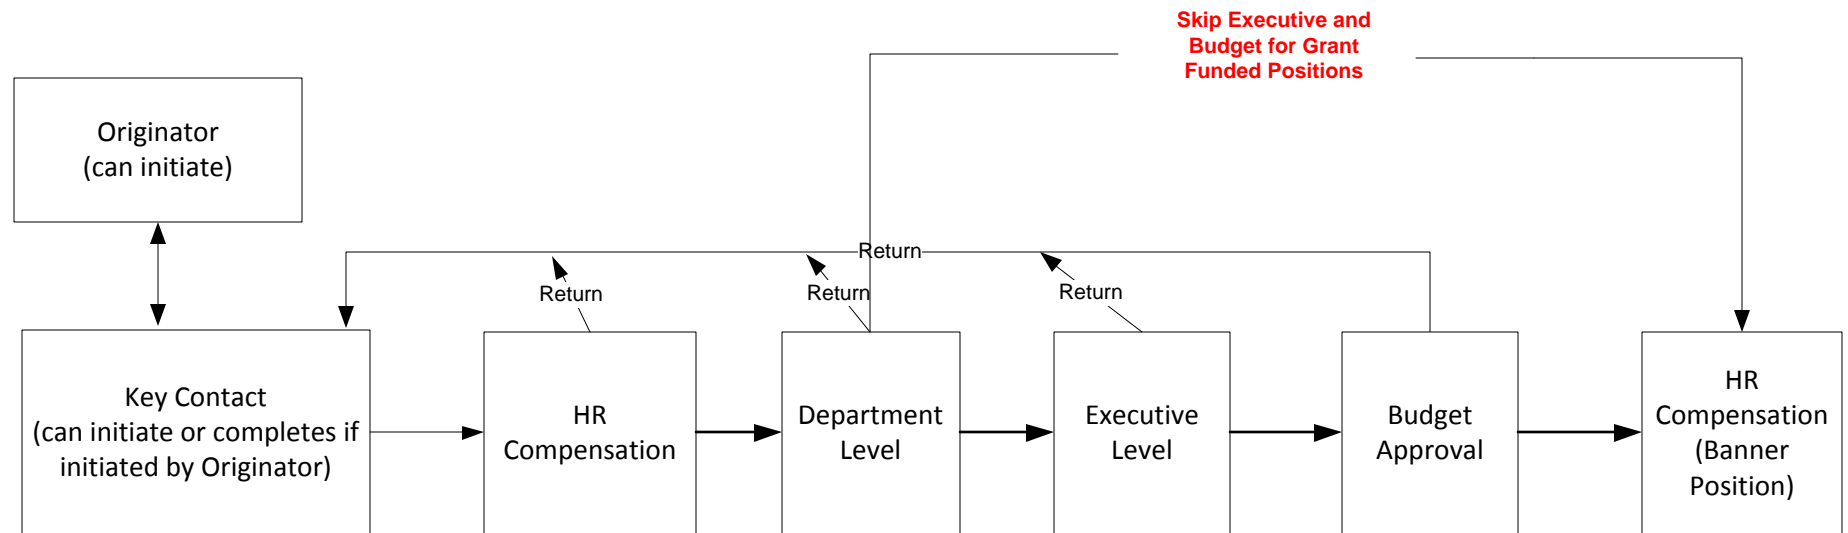 Skip Executive and
Budget for Grant
Funded Positions
Originator
(can initiate)
Return
Return
Return
Return
Key Contact
(can initiate or completes if
initiated by Originator)
HR
Compensation
Department
Level
Executive
Level
Budget
Approval
HR
Compensation
(Banner
Position)